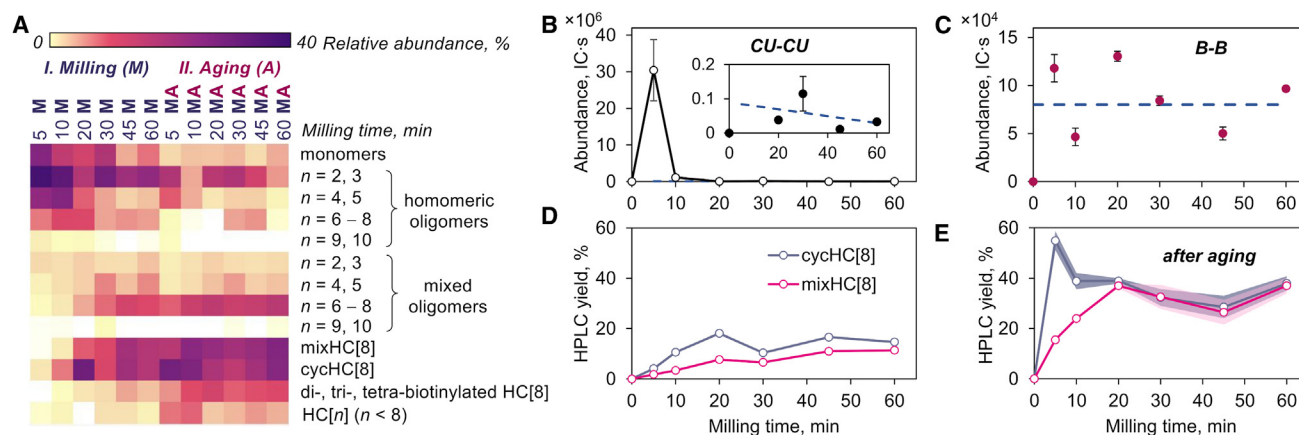 A
0
40 Relative abundance, %
I. Milling (M)
II. Aging (A)
5 M
10 M
20 M
30 M
45 M
60 M
5 MA
10 MA
20 MA
30 MA
45 MA
60 MA
Milling time, min
monomers
n = 2, 3
n = 4, 5
n = 6 – 8
n = 9, 10
homomeric
oligomers
n = 2, 3
n = 4, 5
n = 6 – 8
n = 9, 10
mixed
oligomers
mixHC[8]
cycHC[8]
di-, tri-, tetra-biotinylated HC[8]
HC[n] (n < 8)
B
×10⁶
CU-CU
Abundance, IC·s
40
30
20
10
0
0.2
0.1
0
0 20 40 60
0 10 20 30 40 50 60
C
×10⁴
B-B
Abundance, IC·s
15
10
5
0
0 10 20 30 40 50 60
D
HPLC yield, %
60
40
20
0
cycHC[8]
mixHC[8]
0 10 20 30 40 50 60
Milling time, min
E
after aging
HPLC yield, %
60
40
20
0
0 10 20 30 40 50 60
Milling time, min